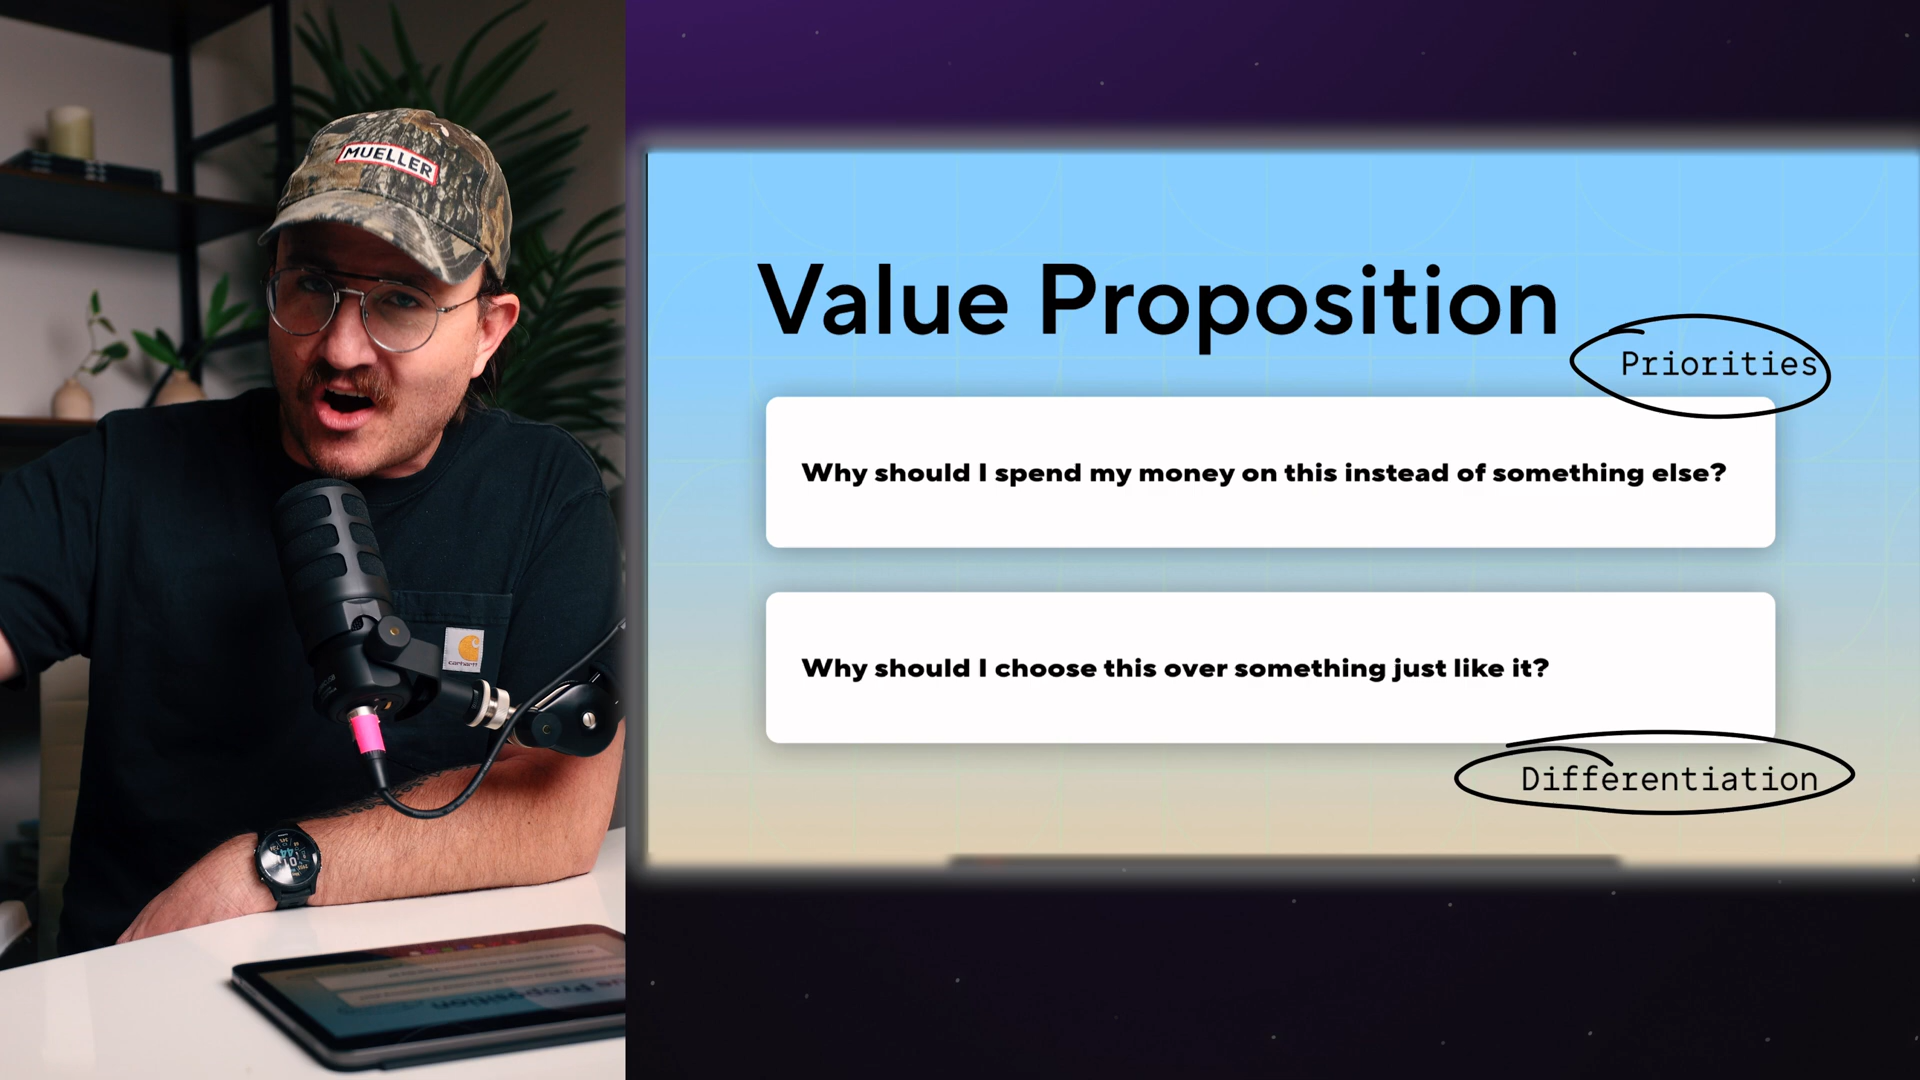 MUELLER
carhartt
Value Proposition
Priorities
Why should I spend my money on this instead of something else?
Why should I choose this over something just like it?
Differentiation